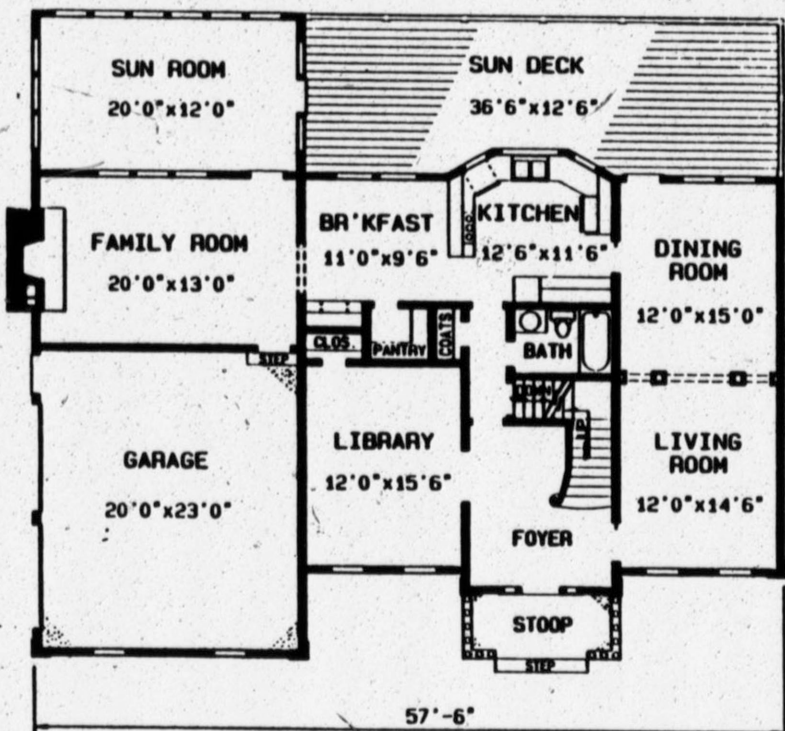 SUN ROOM
20'0"x12'0"
SUN DECK
36'6"x12'6"
FAMILY ROOM
20'0"x13'0"
BR'KFAST
11'0"x9'6"
KITCHEN
12'6"x11'6"
DINING
ROOM
12'0"x15'0"
CLOS.
PANTRY
COATS
BATH
STEP
GARAGE
20'0"x23'0"
LIBRARY
12'0"x15'6"
UP
LIVING
ROOM
12'0"x14'6"
FOYER
STOOP
STEP
57'-6"